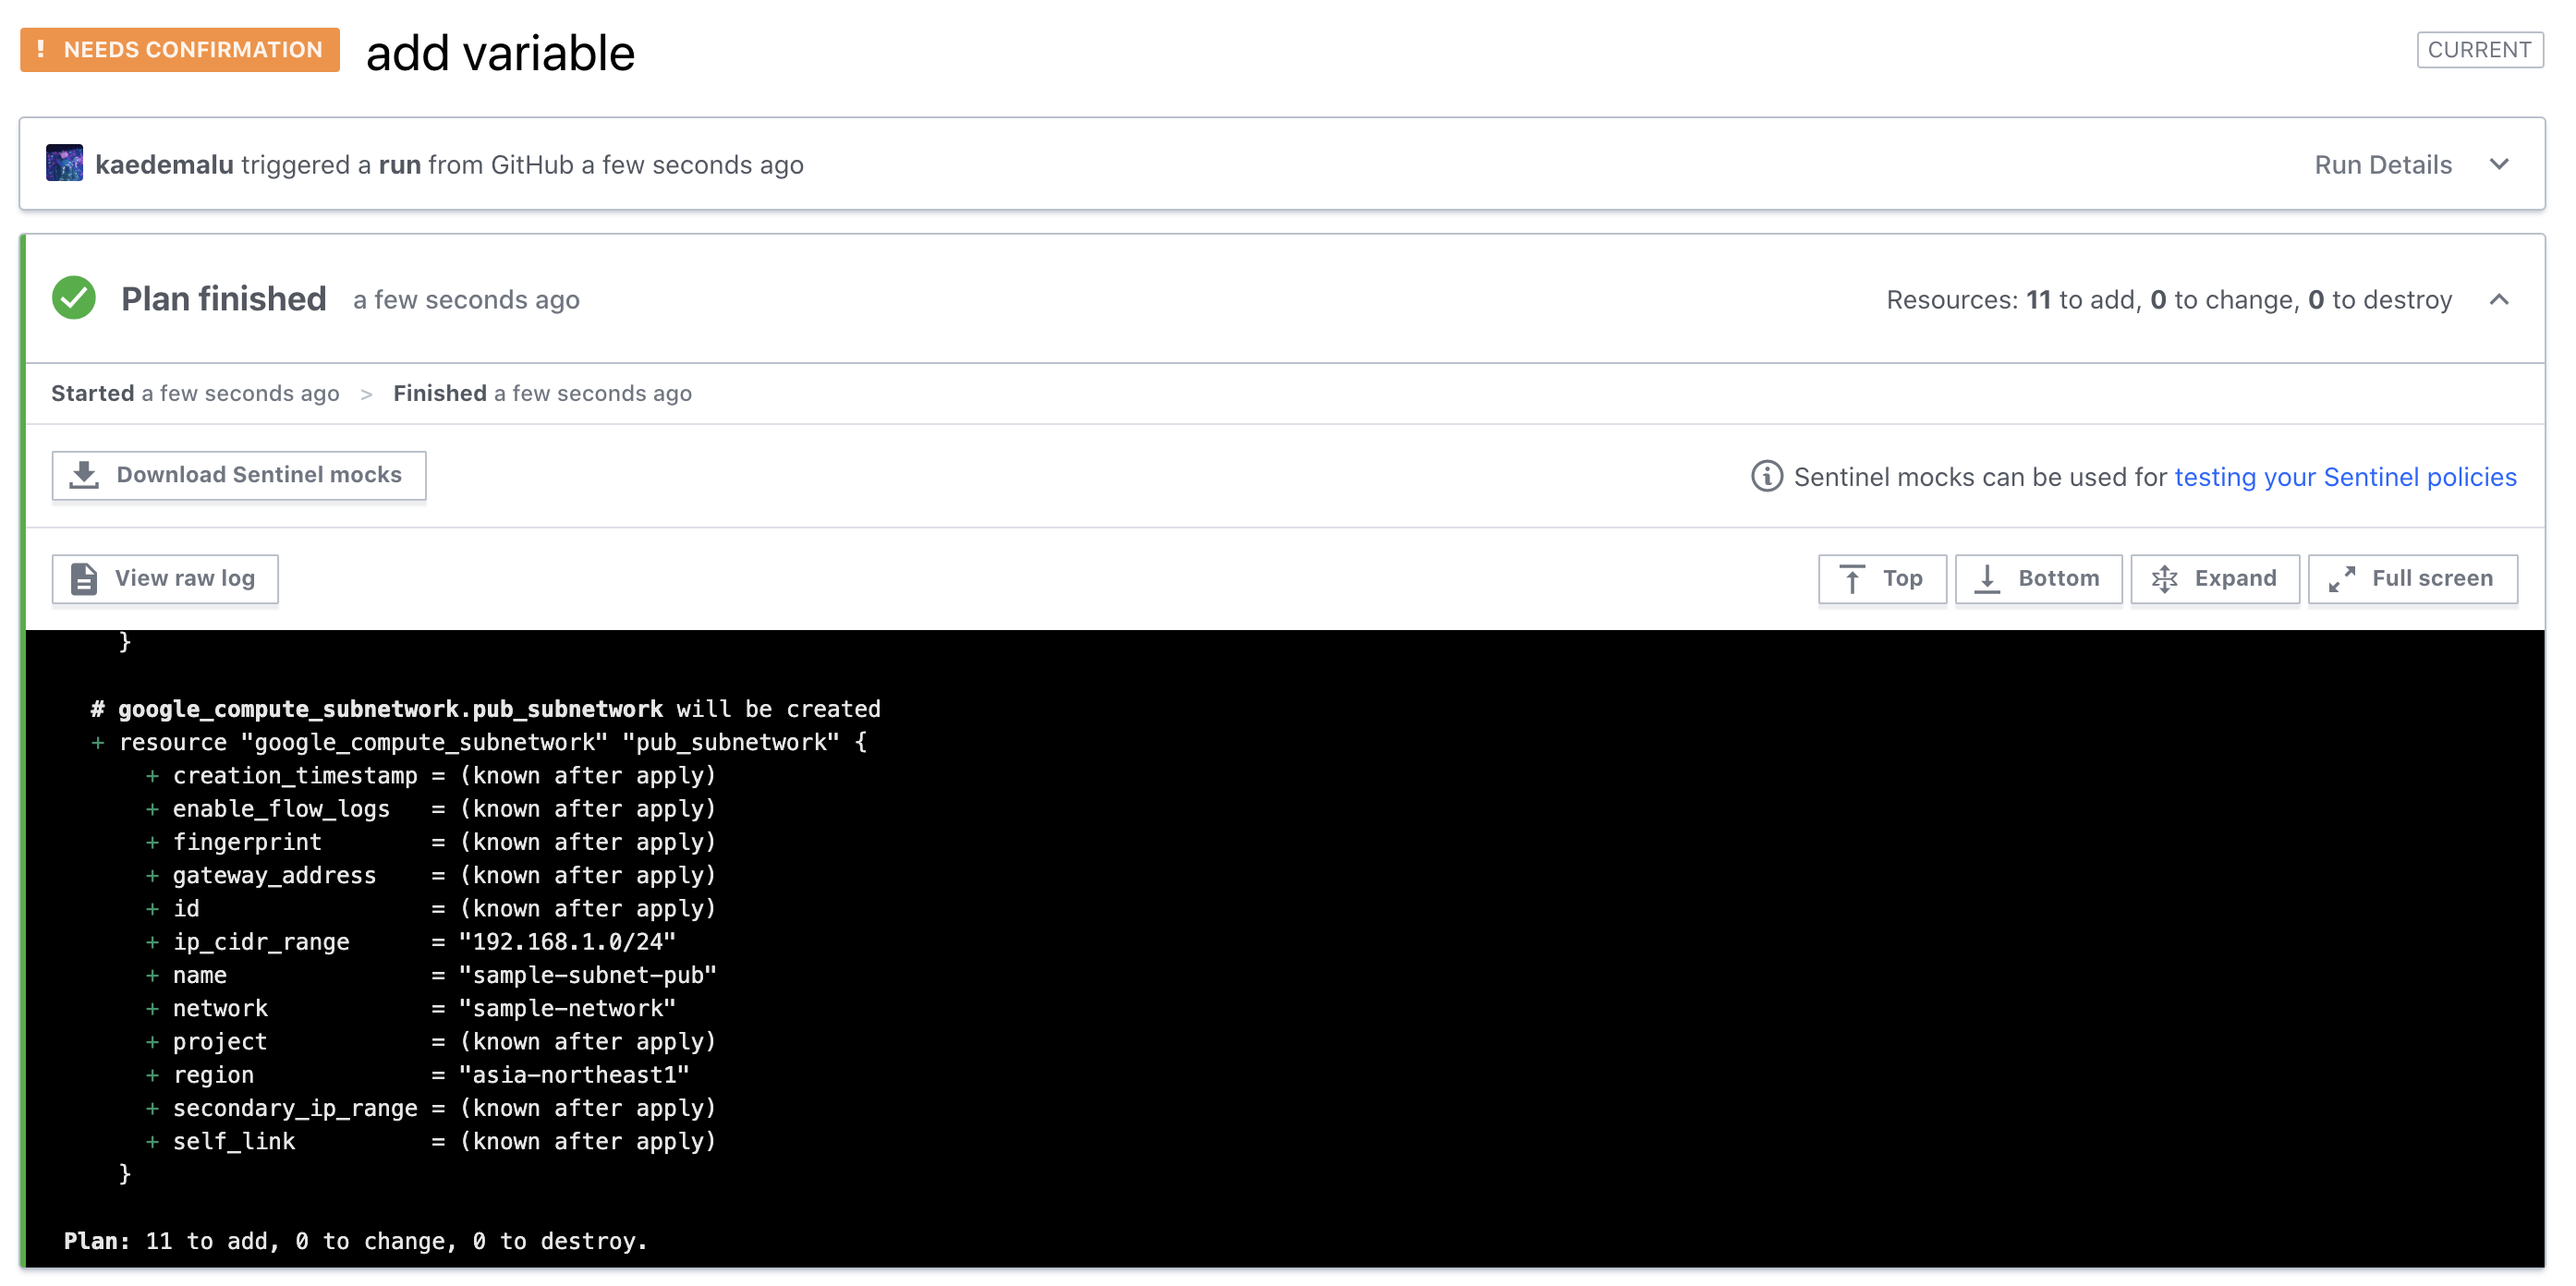 ! NEEDS CONFIRMATION add variable CURRENT
kaedemalu triggered a run from GitHub a few seconds ago Run Details
Plan finished a few seconds ago Resources: 11 to add, 0 to change, 0 to destroy
Started a few seconds ago > Finished a few seconds ago
Download Sentinel mocks Sentinel mocks can be used for testing your Sentinel policies
View raw log Top Bottom Expand Full screen
}
# google_compute_subnetwork.pub_subnetwork will be created
+ resource "google_compute_subnetwork" "pub_subnetwork" {
+ creation_timestamp = (known after apply)
+ enable_flow_logs = (known after apply)
+ fingerprint = (known after apply)
+ gateway_address = (known after apply)
+ id = (known after apply)
+ ip_cidr_range = "192.168.1.0/24"
+ name = "sample-subnet-pub"
+ network = "sample-network"
+ project = (known after apply)
+ region = "asia-northeast1"
+ secondary_ip_range = (known after apply)
+ self_link = (known after apply)
}
Plan: 11 to add, 0 to change, 0 to destroy.